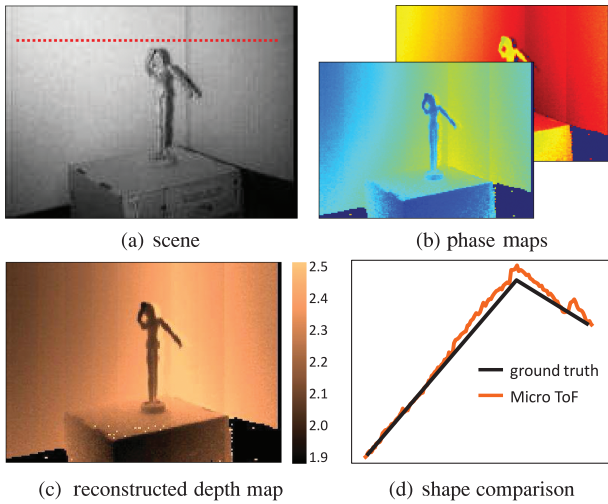 (a) scene
(b) phase maps
2.5
2.4
2.3
2.2
2.1
2.0
1.9
ground truth
Micro ToF
(c) reconstructed depth map
(d) shape comparison